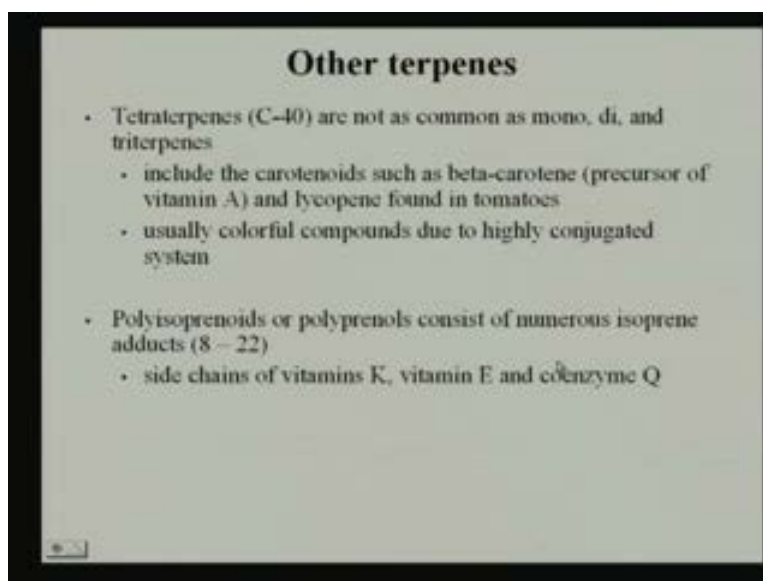 Other terpenes
• Tetraterpenes (C-40) are not as common as mono, di, and
triterpenes
• include the carotenoids such as beta-carotene (precursor of
vitamin A) and lycopene found in tomatoes
• usually colorful compounds due to highly conjugated
system
• Polyisoprenoids or polyprenols consist of numerous isoprene
adducts (8 – 22)
• side chains of vitamins K, vitamin E and coenzyme Q